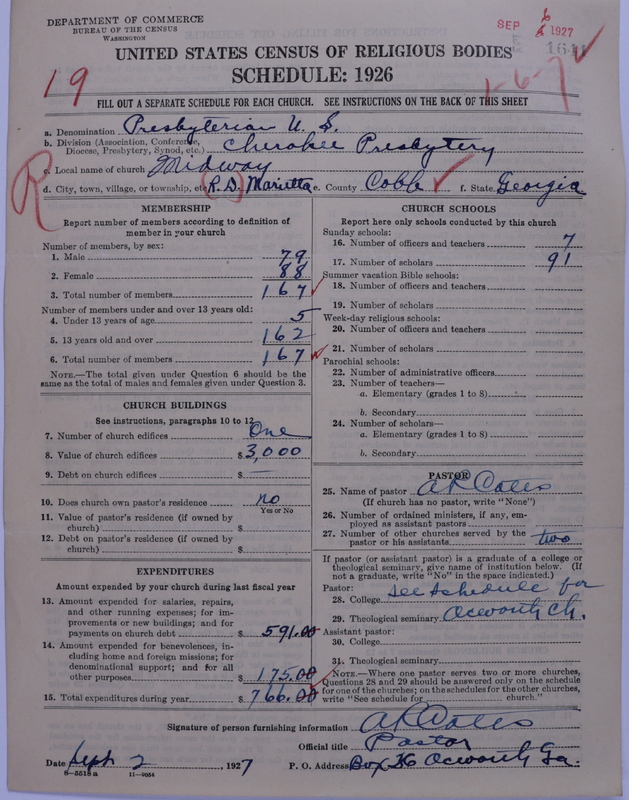 DEPARTMENT OF COMMERCE
BUREAU OF THE CENSUS
WASHINGTON
SEP 6 1927
19
1-6-7
UNITED STATES CENSUS OF RELIGIOUS BODIES
SCHEDULE: 1926
FILL OUT A SEPARATE SCHEDULE FOR EACH CHURCH. SEE INSTRUCTIONS ON THE BACK OF THIS SHEET
a. Denomination Presbyterian U. S.
b. Division (Association, Conference, Diocese, Presbytery, Synod, etc.) Cherokee Presbytery
c. Local name of church Midway
R
d. City, town, village, or township, etc. R.D. Marietta e. County Cobb f. State Georgia
MEMBERSHIP
Report number of members according to definition of
member in your church
Number of members, by sex:
1. Male 79
2. Female 88
3. Total number of members 167
Number of members under and over 13 years old:
4. Under 13 years of age 5
5. 13 years old and over 162
6. Total number of members 167
NOTE.—The total given under Question 6 should be the
same as the total of males and females given under Question 3.
CHURCH BUILDINGS
See instructions, paragraphs 10 to 12
7. Number of church edifices One
8. Value of church edifices $ 3,000
9. Debt on church edifices $ —
10. Does church own pastor's residence no
Yes or No
11. Value of pastor's residence (if owned by
church) $
12. Debt on pastor's residence (if owned by
church) $
EXPENDITURES
Amount expended by your church during last fiscal year
13. Amount expended for salaries, repairs,
and other running expenses; for im-
provements or new buildings; and for
payments on church debt $ 591.00
14. Amount expended for benevolences, in-
cluding home and foreign missions; for
denominational support; and for all
other purposes $ 175.00
15. Total expenditures during year $ 766.00
CHURCH SCHOOLS
Report here only schools conducted by this church
Sunday schools:
16. Number of officers and teachers 7
17. Number of scholars 91
Summer vacation Bible schools:
18. Number of officers and teachers
19. Number of scholars
Week-day religious schools:
20. Number of officers and teachers
21. Number of scholars
Parochial schools:
22. Number of administrative officers
23. Number of teachers—
a. Elementary (grades 1 to 8)
b. Secondary
24. Number of scholars—
a. Elementary (grades 1 to 8)
b. Secondary
PASTOR
25. Name of pastor
(If church has no pastor, write "None")
26. Number of ordained ministers, if any, em-
ployed as assistant pastors
27. Number of other churches served by the
pastor or his assistants two
If pastor (or assistant pastor) is a graduate of a college or
theological seminary, give name of institution below. (If
not a graduate, write "No" in the space indicated.)
Pastor:
28. College See Schedule for
29. Theological seminary Acworth Ch.
Assistant pastor:
30. College
31. Theological seminary
NOTE.—Where one pastor serves two or more churches,
Questions 28 and 29 should be answered only on the schedule
for one of the churches; on the schedules for the other churches,
write "See schedule for church."
Signature of person furnishing information
Official title Pastor
Date Sept 2, 1927 P. O. Address Box 36 Acworth Ga.
8—5518a 11—9054